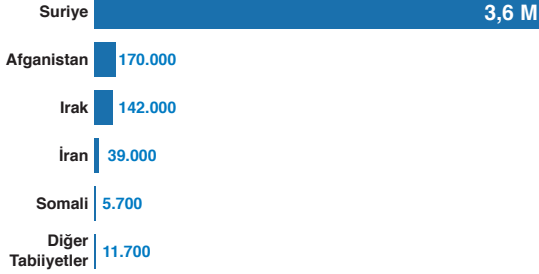 Suriye 3,6 M
Afganistan 170.000
Irak 142.000
İran 39.000
Somali 5.700
Diğer
Tabiiyetler 11.700